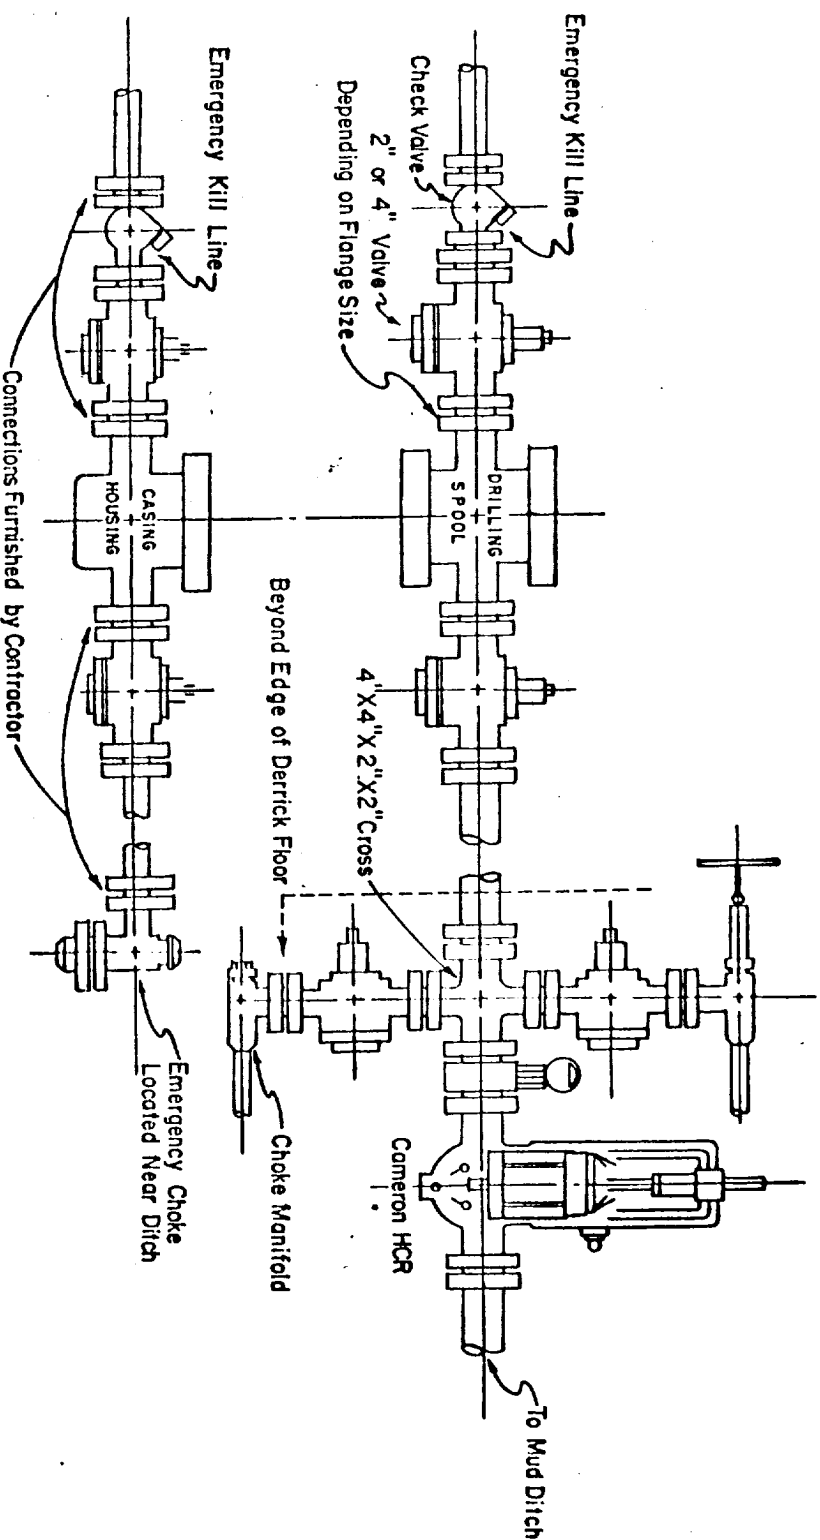 Emergency Kill Line
Check Valve
2" or 4" Valve
Depending on Flange Size
DRILLING
SPOOL
4"X4"X2"X2" Cross
Beyond Edge of Derrick Floor
Cameron HCR
To Mud Ditch
Choke Manifold
Emergency Kill Line
CASING
HOUSING
Connections Furnished by Contractor
Emergency Choke
Located Near Ditch